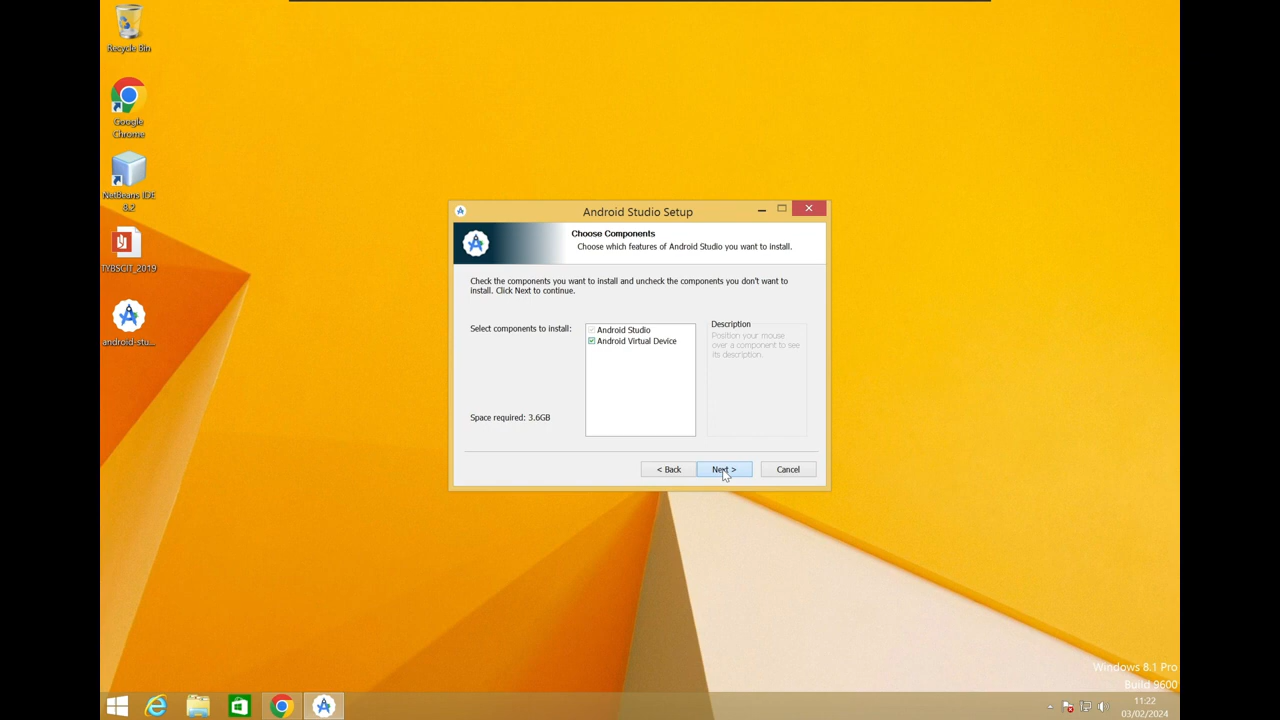 Recycle Bin
Google
Chrome
NetBeans IDE
8.2
TYBSCIT_2019
android-stu...
Android Studio Setup
Choose Components
Choose which features of Android Studio you want to install.
Check the components you want to install and uncheck the components you don't want to
install. Click Next to continue.
Select components to install:
Android Studio
Android Virtual Device
Description
Position your mouse
over a component to see
its description.
Space required: 3.6GB
< Back
Next >
Cancel
Windows 8.1 Pro
Build 9600
11:22
03/02/2024